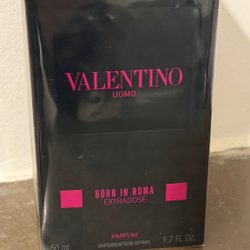 VALENTINO
UOMO
BORN IN ROMA
EXTRADOSE
PARFUM
50 ml VAPORISATEUR SPRAY 1.7 FL. OZ.